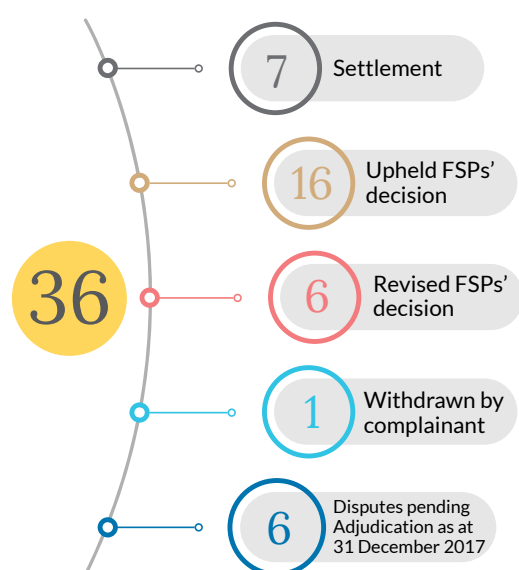 36
7
Settlement
16
Upheld FSPs’
decision
6
Revised FSPs’
decision
1
Withdrawn by
complainant
6
Disputes pending
Adjudication as at
31 December 2017